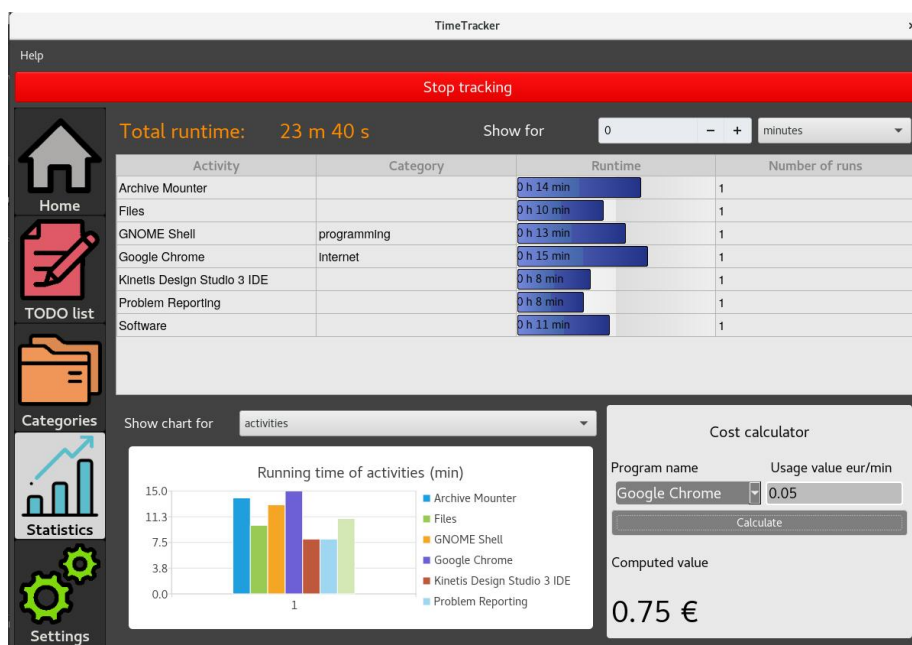 TimeTracker
Help
Stop tracking
Total runtime: 23 m 40 s Show for 0 − + minutes
Activity Category Runtime Number of runs
Archive Mounter 0 h 14 min 1
Files 0 h 10 min 1
GNOME Shell programming 0 h 13 min 1
Google Chrome Internet 0 h 15 min 1
Kinetis Design Studio 3 IDE 0 h 8 min 1
Problem Reporting 0 h 8 min 1
Software 0 h 11 min 1
Home
TODO list
Categories
Statistics
Settings
Show chart for activities
Running time of activities (min)
15.0
11.3
7.5
3.8
0.0
1
Archive Mounter
Files
GNOME Shell
Google Chrome
Kinetis Design Studio 3 IDE
Problem Reporting
Cost calculator
Program name Usage value eur/min
Google Chrome 0.05
Calculate
Computed value
0.75 €